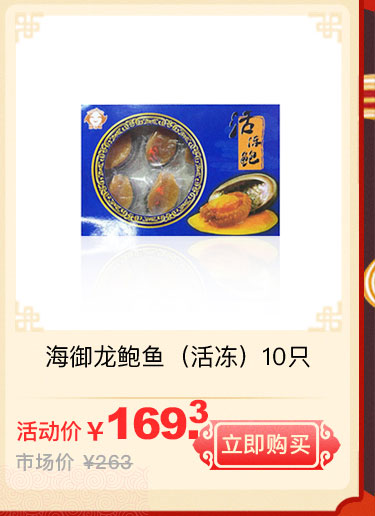 活冻鲍
海御龙鲍鱼（活冻）10只
活动价 ¥169.3
立即购买
市场价 ¥263